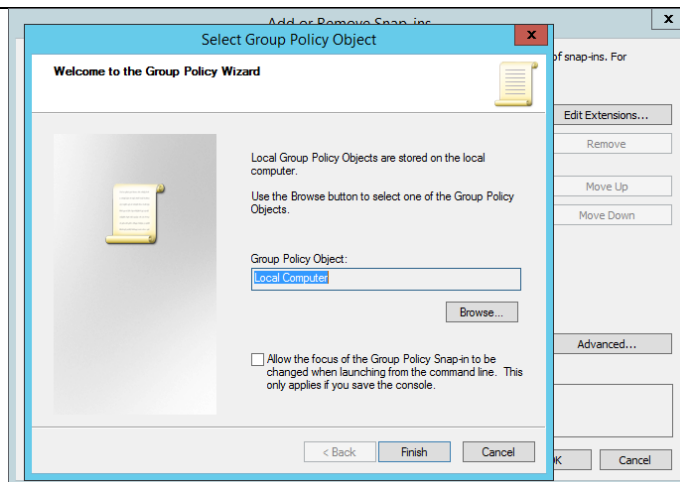 Add or Remove Snap-ins
x
Select Group Policy Object
x
of snap-ins. For
Welcome to the Group Policy Wizard
Edit Extensions...
Remove
Local Group Policy Objects are stored on the local
computer.
Move Up
Use the Browse button to select one of the Group Policy
Objects.
Move Down
Group Policy Object:
Local Computer
Browse...
Advanced...
Allow the focus of the Group Policy Snap-in to be
changed when launching from the command line. This
only applies if you save the console.
< Back
Finish
Cancel
K
Cancel